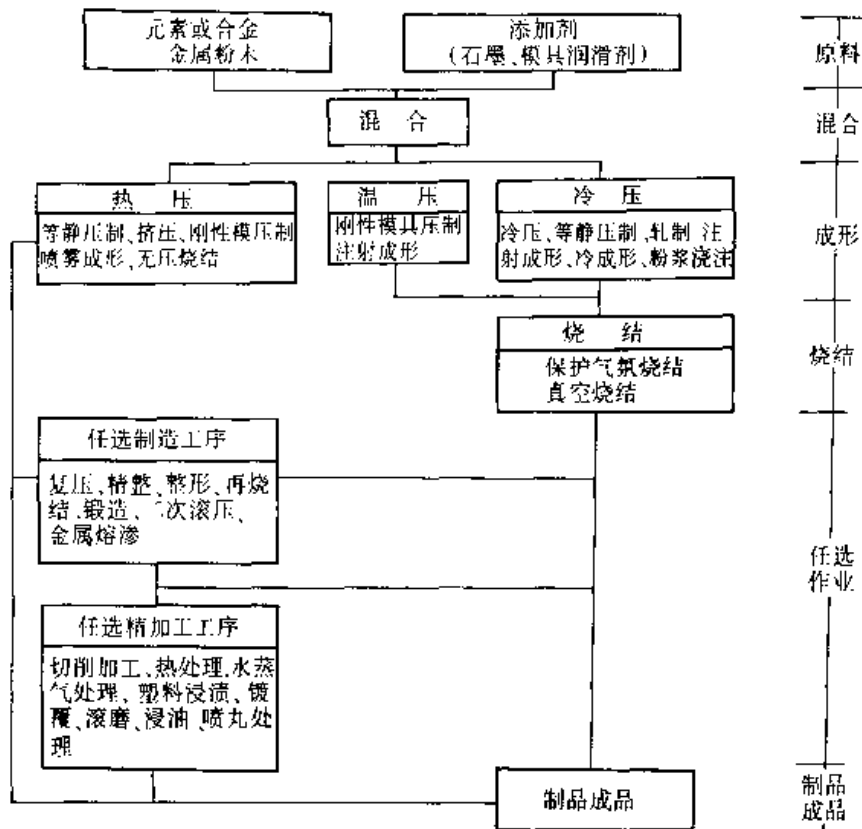 元素或合金
金属粉末
添加剂
(石墨、模具润滑剂)
原料
混 合
混合
热 压
等静压制、挤压、刚性模压制
喷雾成形、无压烧结
温 压
刚性模具压制
注射成形
冷 压
冷压、等静压制、轧制 注
射成形、冷成形、粉浆浇注
成形
烧 结
保护气氛烧结
真空烧结
烧结
任选制造工序
复压、精整、整形、再烧
结、锻造、 次滚压、
金属熔渗
任选
作业
任选精加工工序
切削加工、热处理、水蒸
气处理、塑料浸渍、镀
覆、滚磨、浸油、喷丸处
理
制品成品
制品
成品